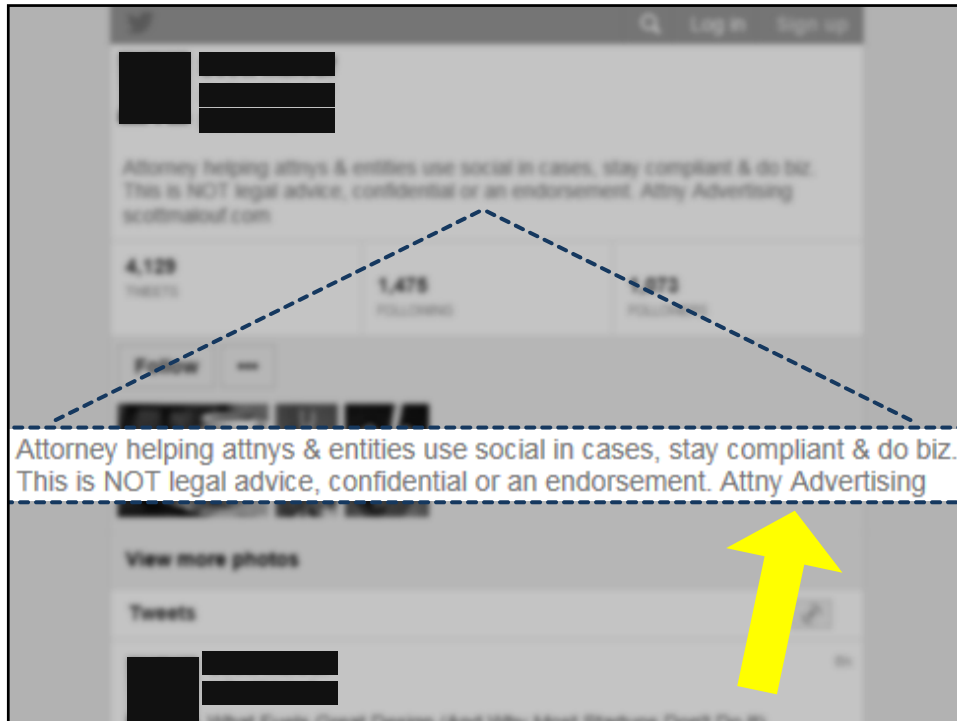 Log in Sign up
Attorney helping attnys & entities use social in cases, stay compliant & do biz.
This is NOT legal advice, confidential or an endorsement. Attny Advertising
scottmalouf.com
4,129
TWEETS
1,475
FOLLOWING
1,073
FOLLOWERS
Follow
Attorney helping attnys & entities use social in cases, stay compliant & do biz.
This is NOT legal advice, confidential or an endorsement. Attny Advertising
View more photos
Tweets